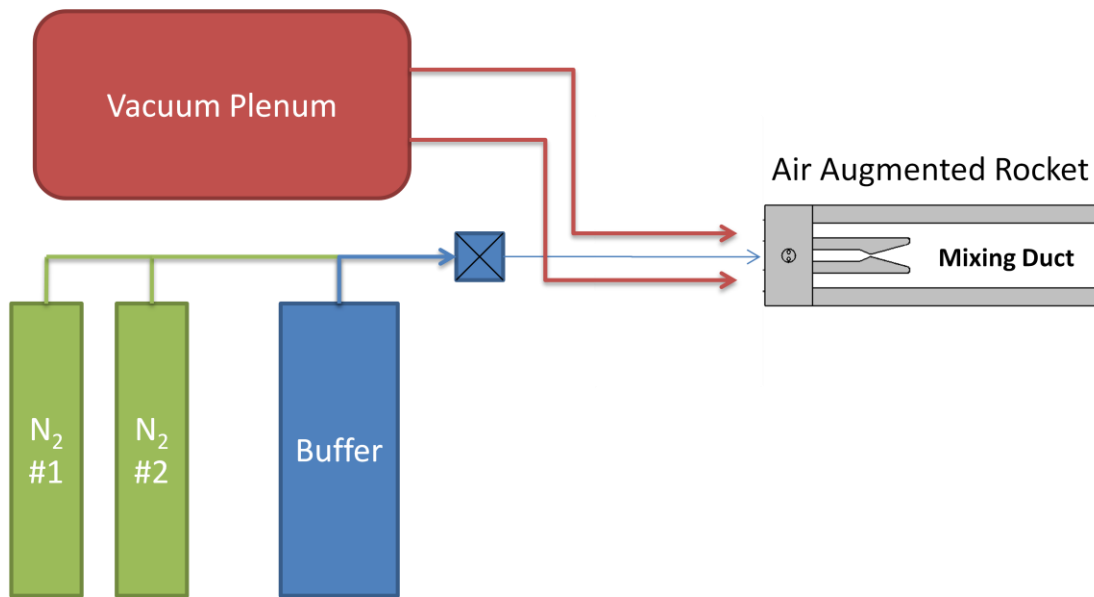 Vacuum Plenum
Air Augmented Rocket
Mixing Duct
N₂
#1
N₂
#2
Buffer